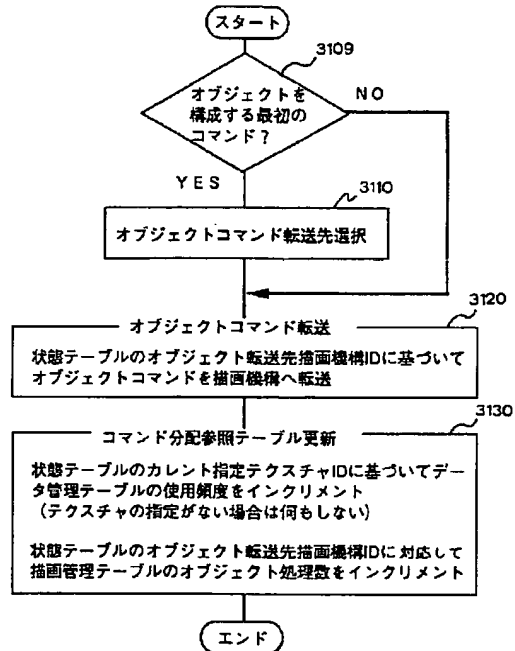 スタート
3109
オブジェクトを
構成する最初の
コマンド?
NO
YES
3110
オブジェクトコマンド転送先選択
3120
オブジェクトコマンド転送
状態テーブルのオブジェクト転送先描画機構IDに基づいて
オブジェクトコマンドを描画機構へ転送
3130
コマンド分配参照テーブル更新
状態テーブルのカレント指定テクスチャIDに基づいてデー
タ管理テーブルの使用頻度をインクリメント
(テクスチャの指定がない場合は何もしない)
状態テーブルのオブジェクト転送先描画機構IDに対応して
描画管理テーブルのオブジェクト処理数をインクリメント
エンド